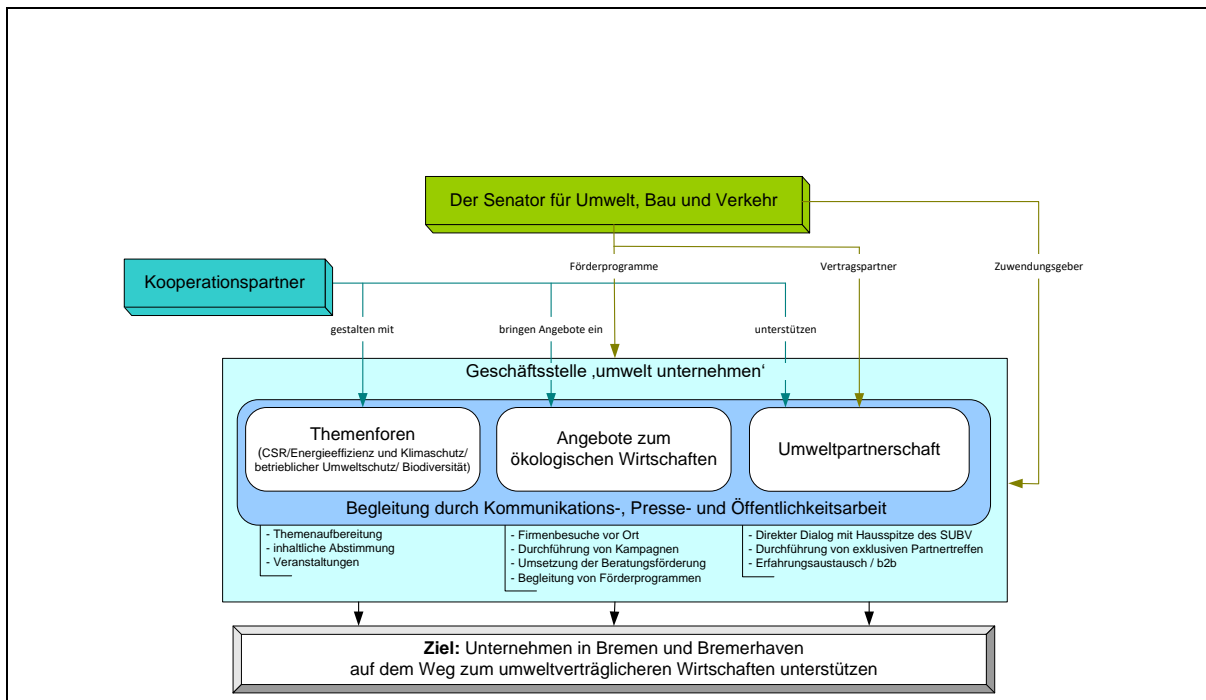 Der Senator für Umwelt, Bau und Verkehr
Kooperationspartner
Förderprogramme
Vertragspartner
Zuwendungsgeber
gestalten mit
bringen Angebote ein
unterstützen
Geschäftsstelle ‚umwelt unternehmen‘
Themenforen
(CSR/Energieeffizienz und Klimaschutz/
betrieblicher Umweltschutz/ Biodiversität)
Angebote zum
ökologischen Wirtschaften
Umweltpartnerschaft
Begleitung durch Kommunikations-, Presse- und Öffentlichkeitsarbeit
- Themenaufbereitung
- inhaltliche Abstimmung
- Veranstaltungen
- Firmenbesuche vor Ort
- Durchführung von Kampagnen
- Umsetzung der Beratungsförderung
- Begleitung von Förderprogrammen
- Direkter Dialog mit Hausspitze des SUBV
- Durchführung von exklusiven Partnertreffen
- Erfahrungsaustausch / b2b
Ziel: Unternehmen in Bremen und Bremerhaven
auf dem Weg zum umweltverträglicheren Wirtschaften unterstützen